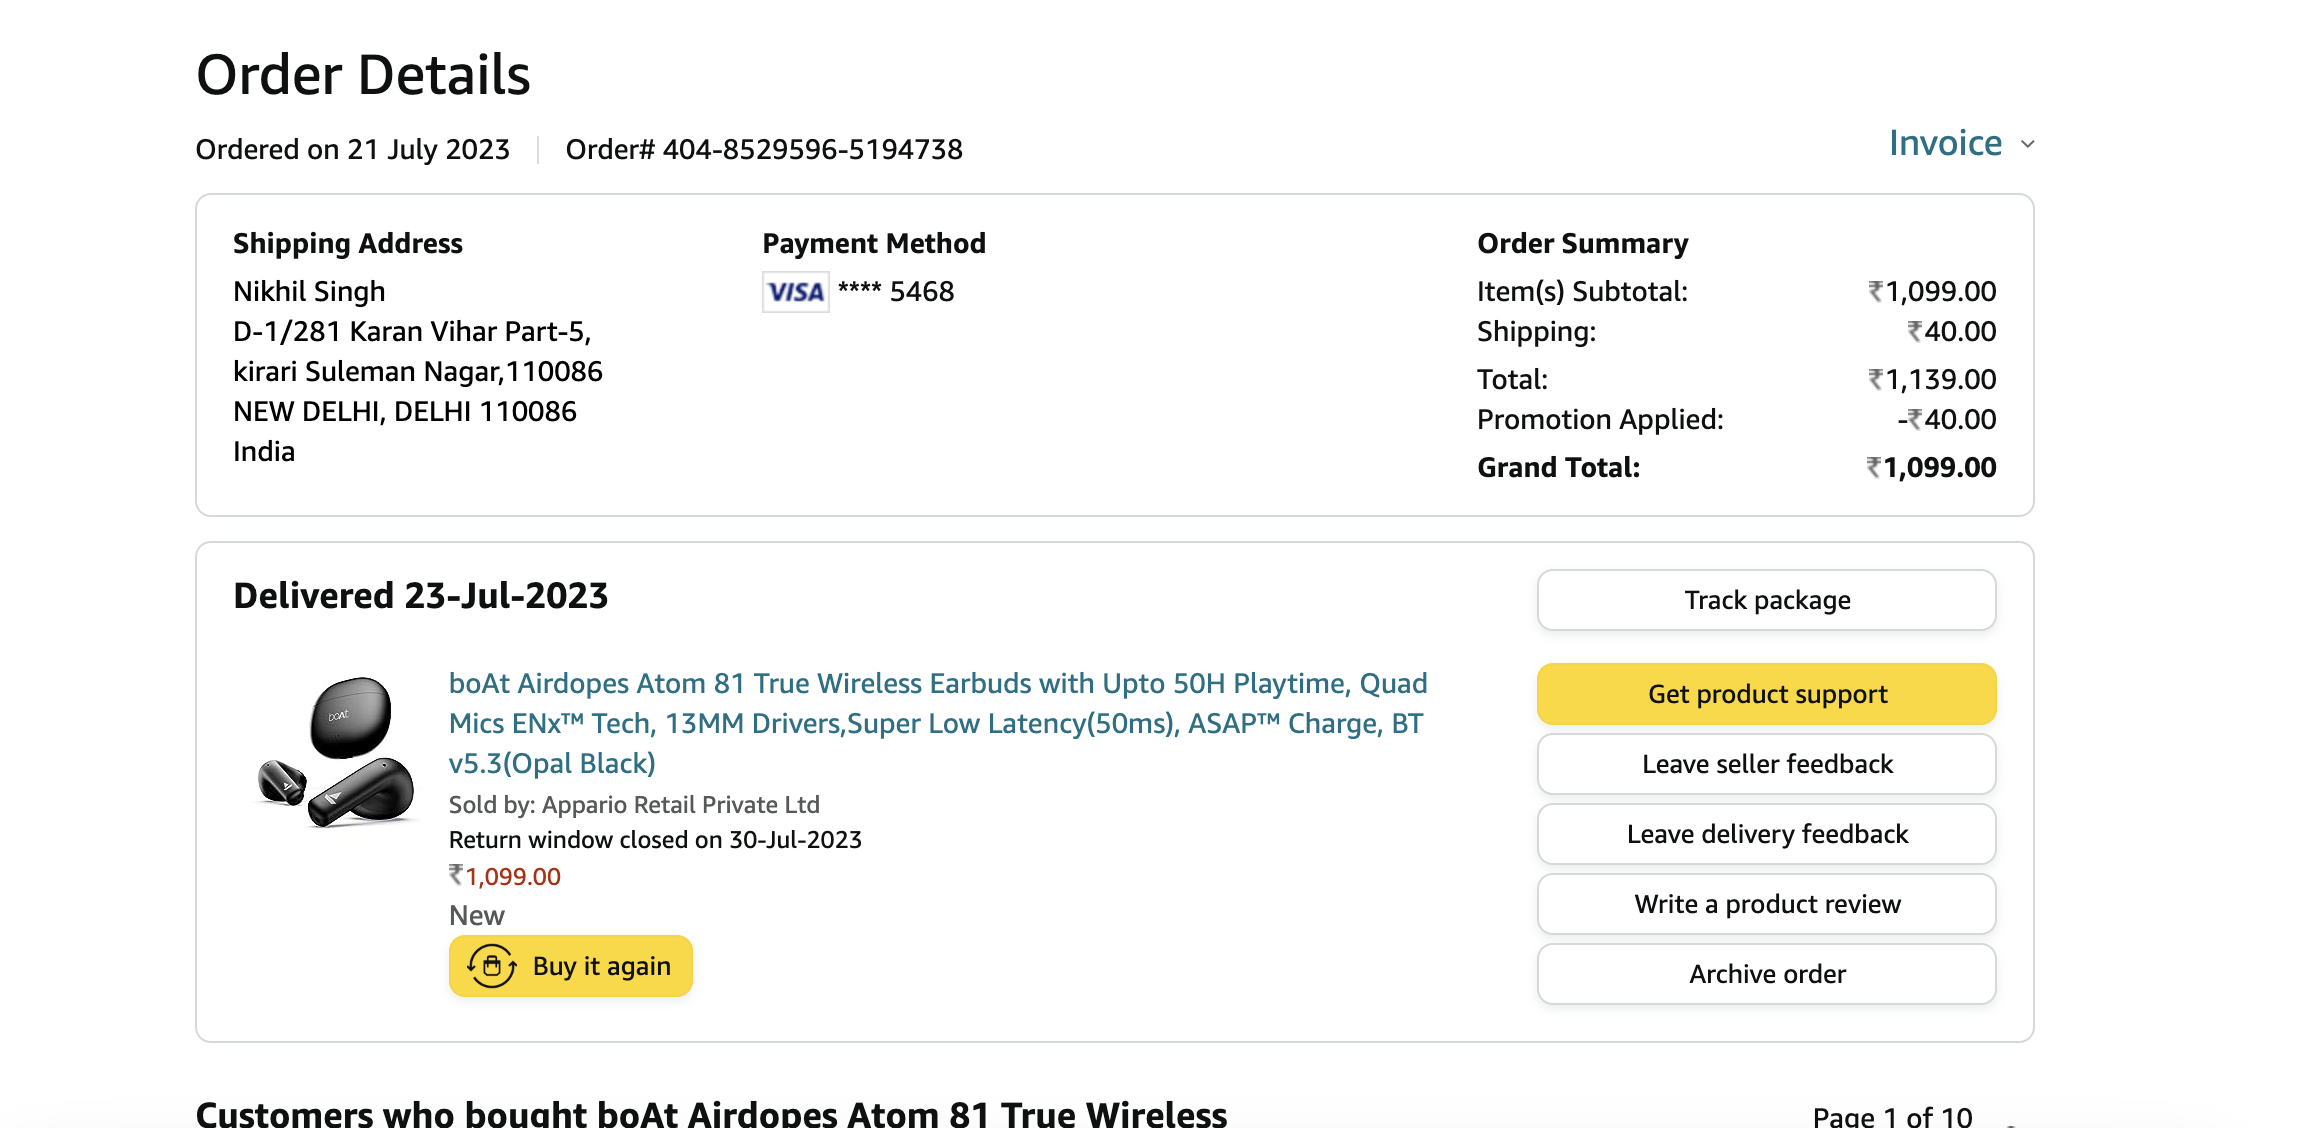 Order Details
Ordered on 21 July 2023 Order# 404-8529596-5194738
Invoice
Shipping Address
Nikhil Singh
D-1/281 Karan Vihar Part-5,
kirari Suleman Nagar,110086
NEW DELHI, DELHI 110086
India
Payment Method
VISA **** 5468
Order Summary
Item(s) Subtotal: ₹1,099.00
Shipping: ₹40.00
Total: ₹1,139.00
Promotion Applied: -₹40.00
Grand Total: ₹1,099.00
Delivered 23-Jul-2023
boAt
boAt Airdopes Atom 81 True Wireless Earbuds with Upto 50H Playtime, Quad
Mics ENx™ Tech, 13MM Drivers,Super Low Latency(50ms), ASAP™ Charge, BT
v5.3(Opal Black)
Sold by: Appario Retail Private Ltd
Return window closed on 30-Jul-2023
₹1,099.00
New
Buy it again
Track package
Get product support
Leave seller feedback
Leave delivery feedback
Write a product review
Archive order
Customers who bought boAt Airdopes Atom 81 True Wireless
Page 1 of 10